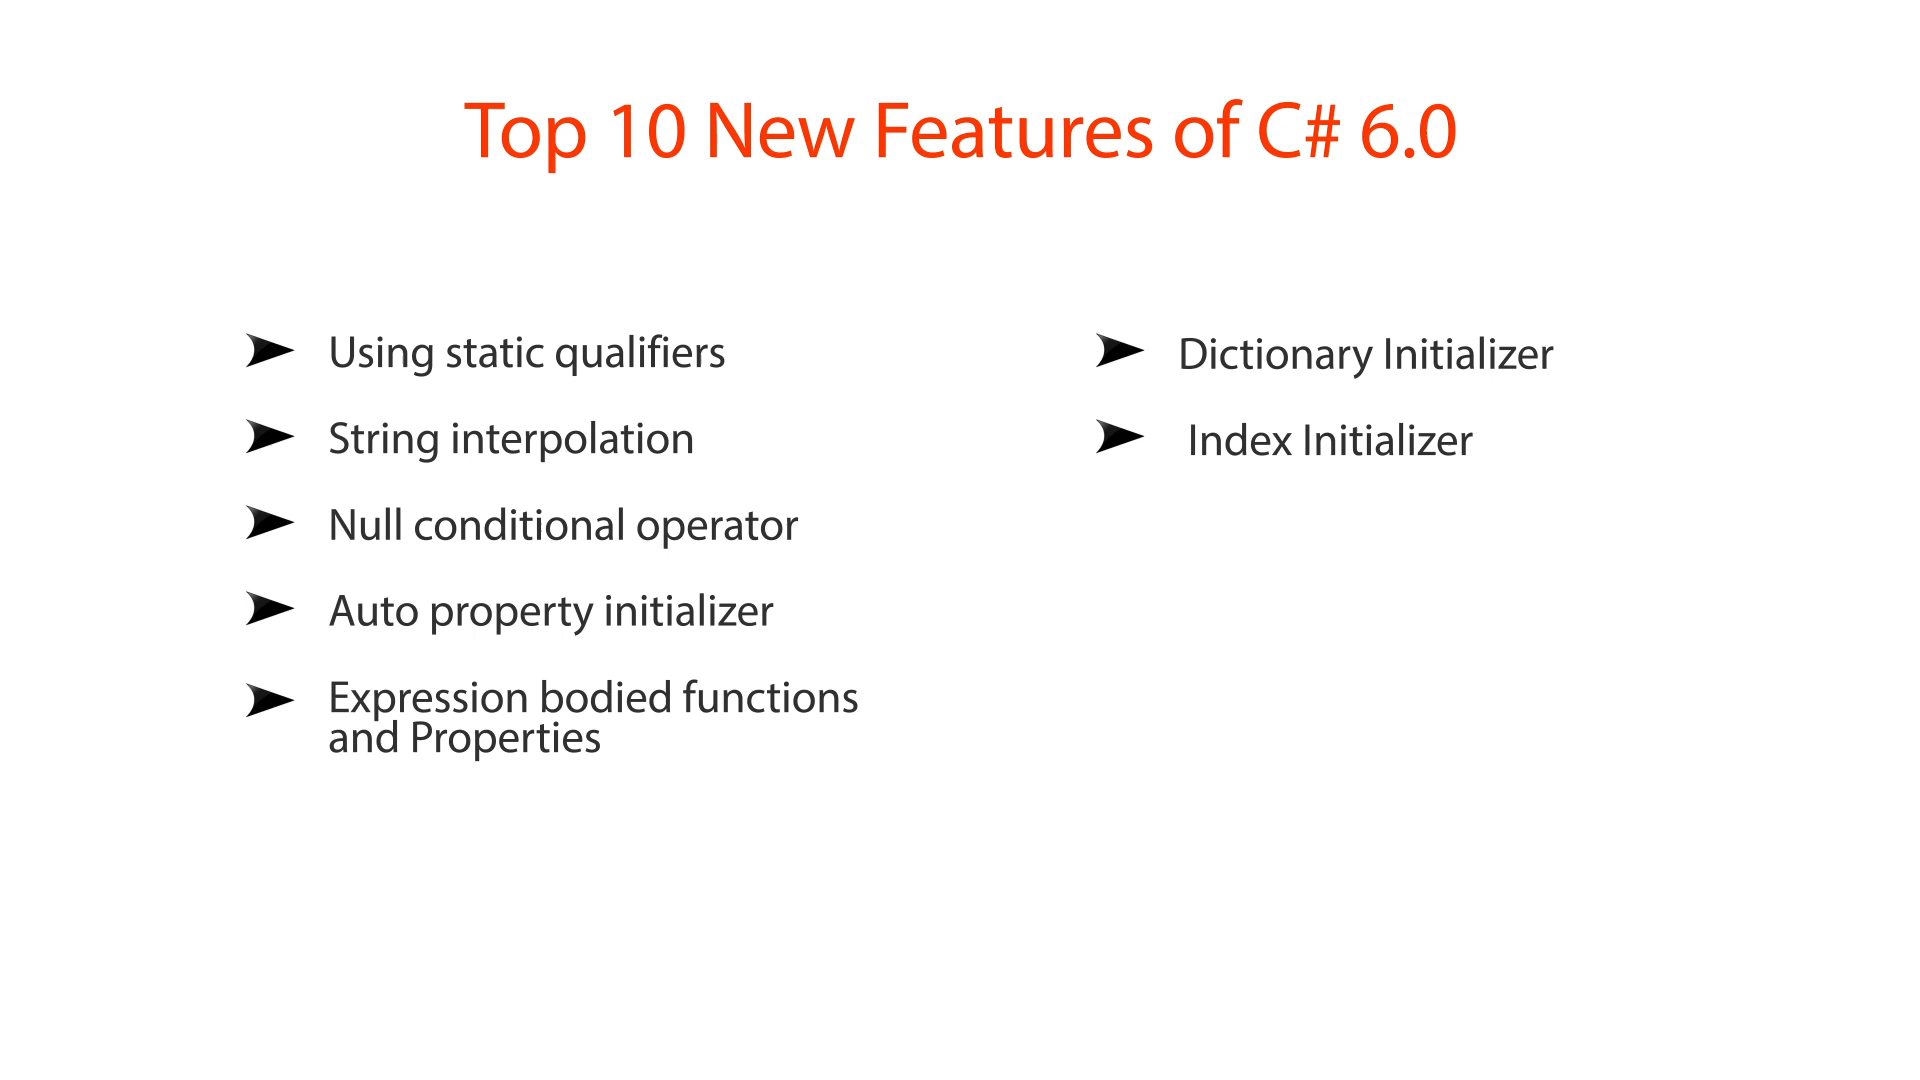 Top 10 New Features of C# 6.0
Using static qualifiers
String interpolation
Null conditional operator
Auto property initializer
Expression bodied functions
and Properties
Dictionary Initializer
Index Initializer